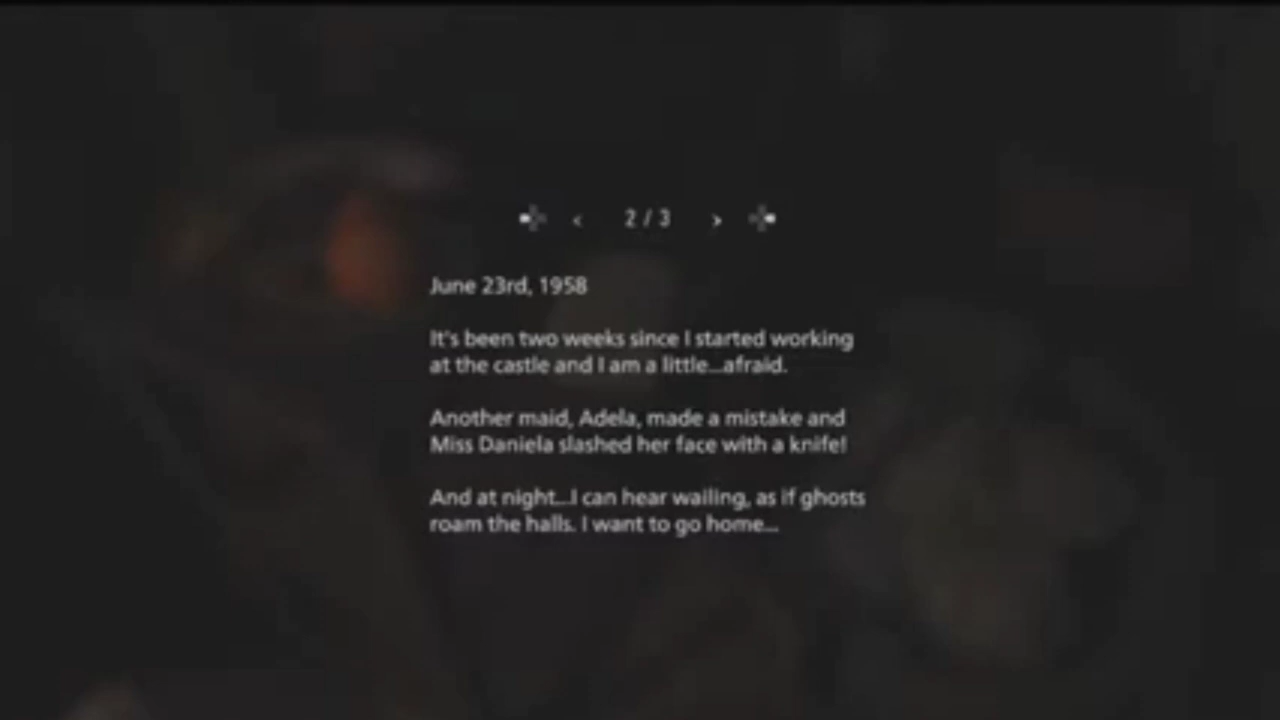 < 2 / 3 >
June 23rd, 1958
It's been two weeks since I started working
at the castle and I am a little...afraid.
Another maid, Adela, made a mistake and
Miss Daniela slashed her face with a knife!
And at night...I can hear wailing, as if ghosts
roam the halls. I want to go home...